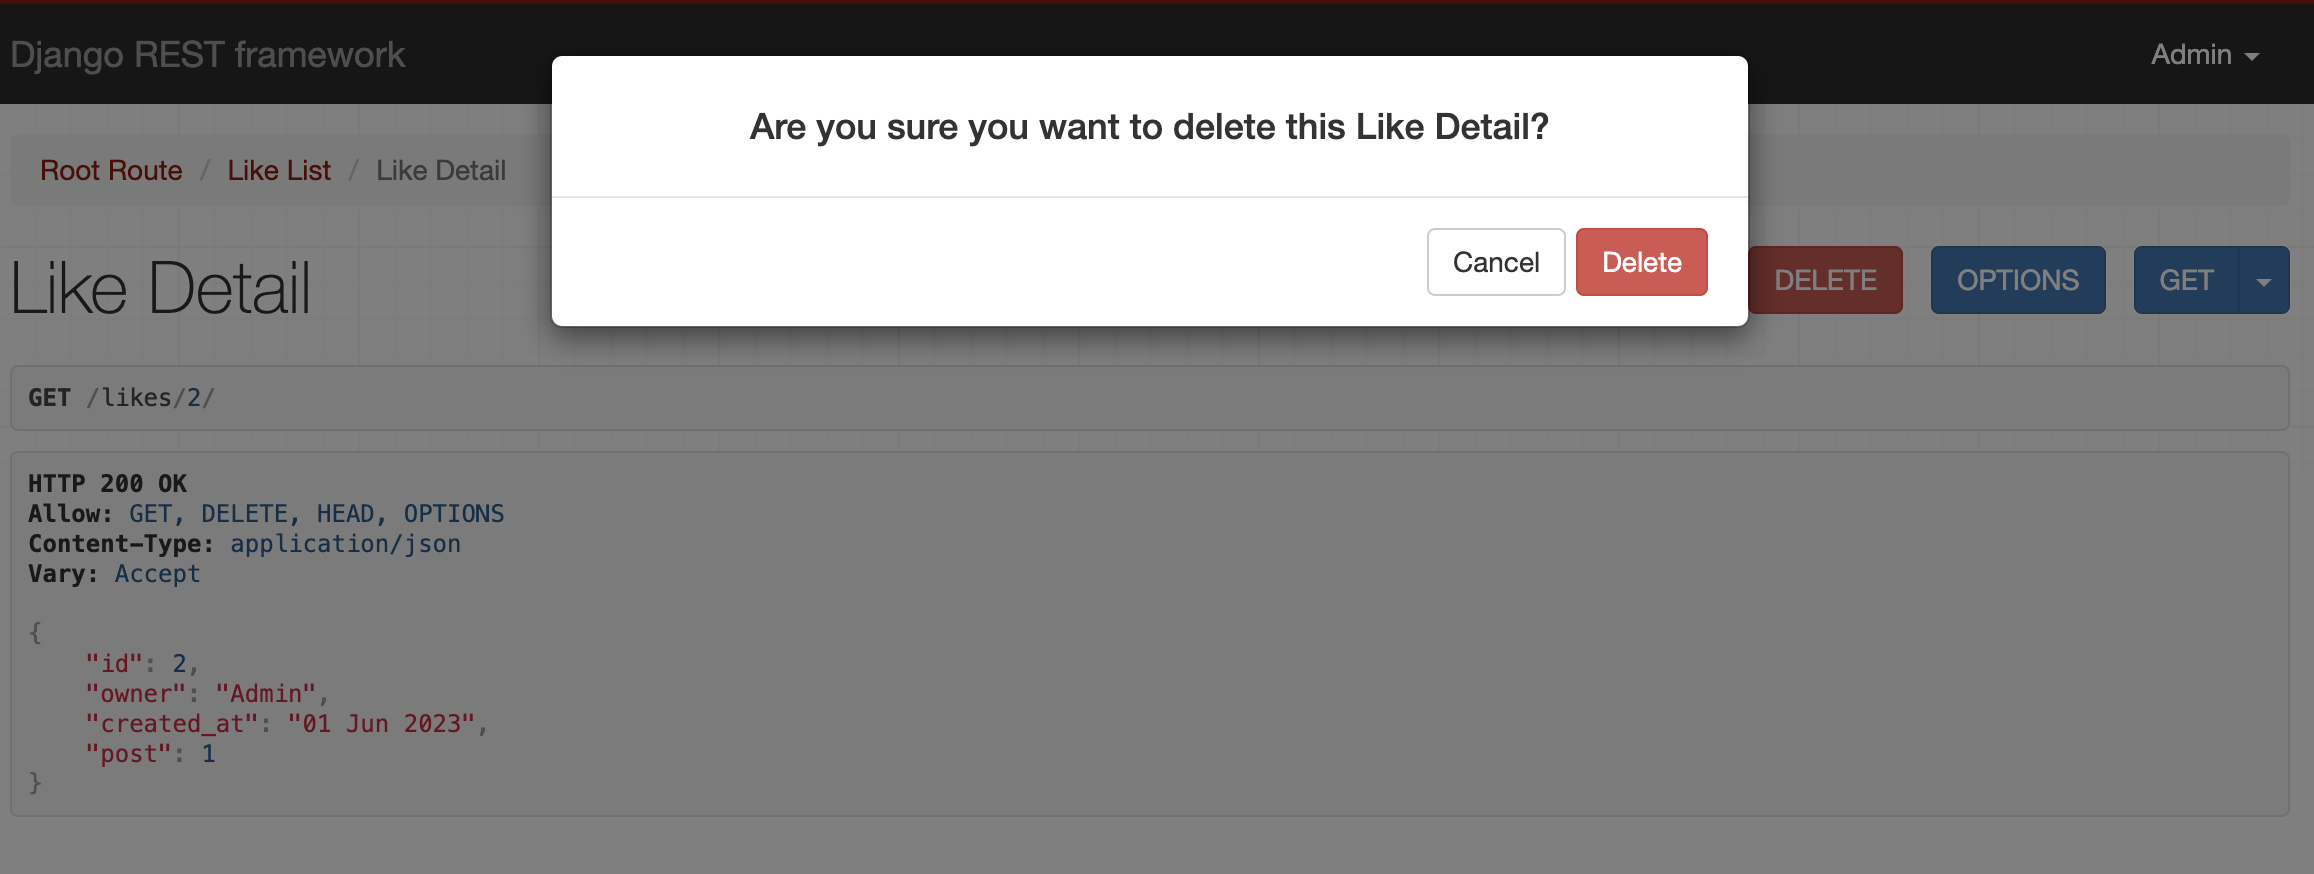 Django REST framework
Admin
Are you sure you want to delete this Like Detail?
Cancel Delete
Root Route / Like List / Like Detail
Like Detail
DELETE OPTIONS GET
GET /likes/2/
HTTP 200 OK
Allow: GET, DELETE, HEAD, OPTIONS
Content-Type: application/json
Vary: Accept
{
    "id": 2,
    "owner": "Admin",
    "created_at": "01 Jun 2023",
    "post": 1
}